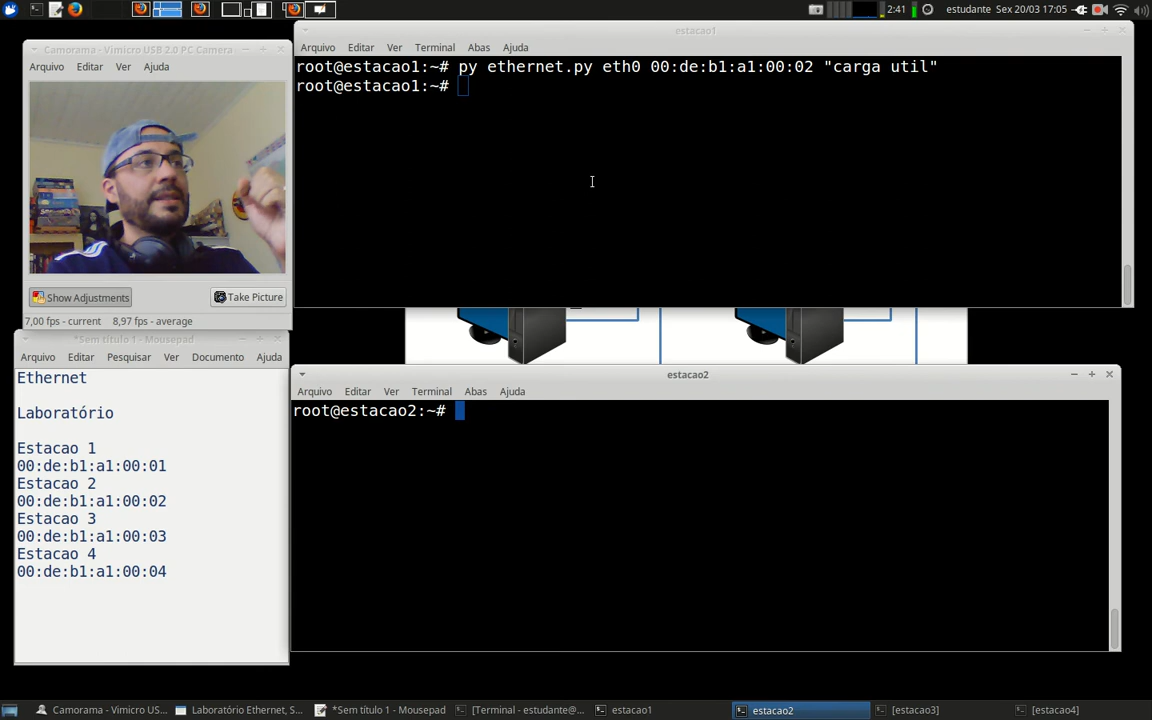 2:41
estudante Sex 20/03 17:05
estacao1
Arquivo Editar Ver Terminal Abas Ajuda
root@estacao1:~# py ethernet.py eth0 00:de:b1:a1:00:02 "carga util"
root@estacao1:~#
Camorama - Vimicro USB 2.0 PC Camera
Arquivo Editar Ver Ajuda
Show Adjustments
Take Picture
7,00 fps - current 8,97 fps - average
*Sem título 1 - Mousepad
Arquivo Editar Pesquisar Ver Documento Ajuda
Ethernet
Laboratório
Estacao 1
00:de:b1:a1:00:01
Estacao 2
00:de:b1:a1:00:02
Estacao 3
00:de:b1:a1:00:03
Estacao 4
00:de:b1:a1:00:04
estacao2
Arquivo Editar Ver Terminal Abas Ajuda
root@estacao2:~#
Camorama - Vimicro US... Laboratório Ethernet, S... *Sem título 1 - Mousepad [Terminal - estudante@... estacao1 estacao2 [estacao3] [estacao4]